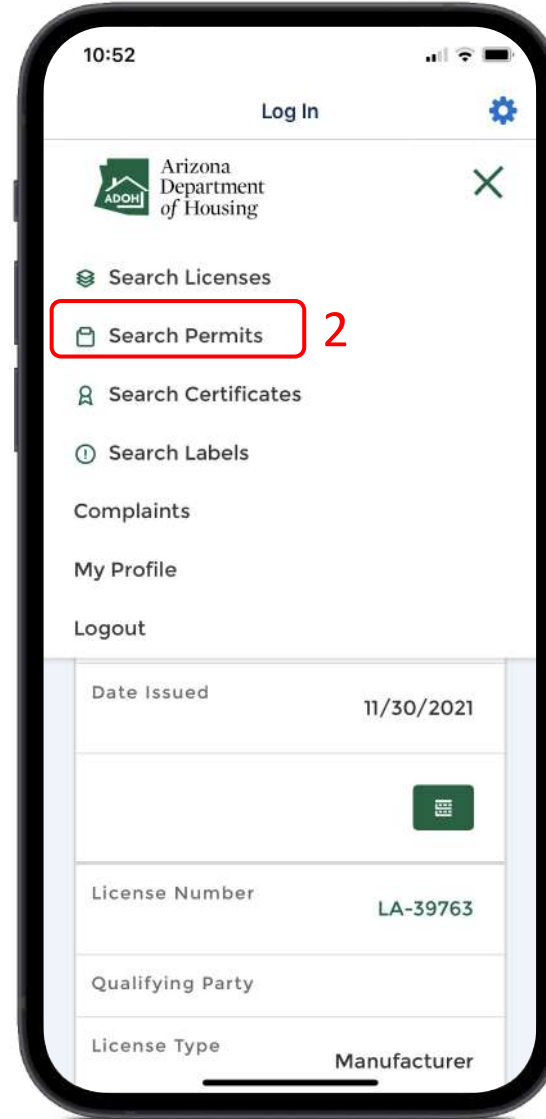 10:52
Log In
ADOH
Arizona
Department
of Housing
Search Licenses
Search Permits
2
Search Certificates
Search Labels
Complaints
My Profile
Logout
Date Issued
11/30/2021
License Number
LA-39763
Qualifying Party
License Type
Manufacturer